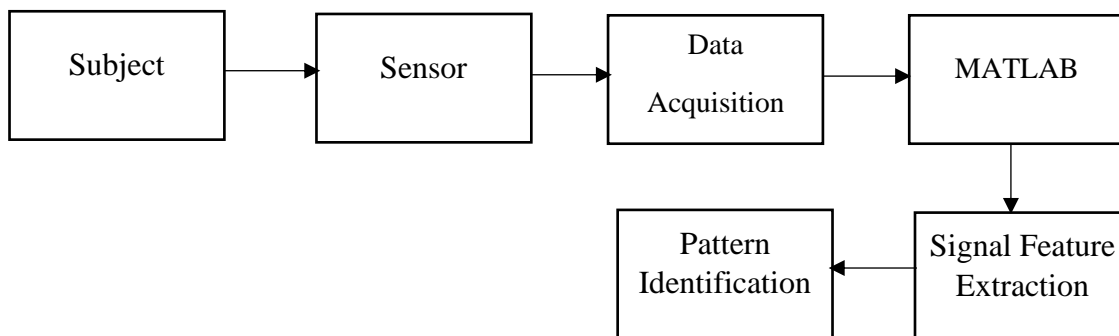 Subject
Sensor
Data
Acquisition
MATLAB
Signal Feature
Extraction
Pattern
Identification